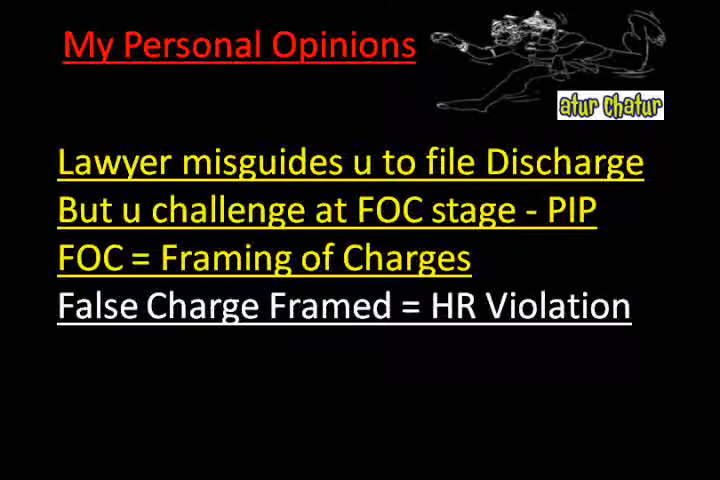 My Personal Opinions
atur chatur
Lawyer misguides u to file Discharge
But u challenge at FOC stage - PIP
FOC = Framing of Charges
False Charge Framed = HR Violation